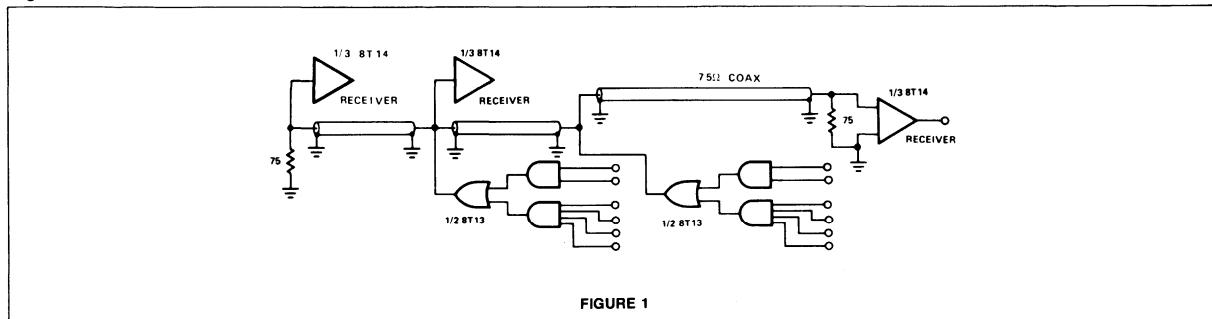 1/3 8T14
RECEIVER
75
1/3 8T14
RECEIVER
1/2 8T13
75Ω COAX
1/2 8T13
75
1/3 8T14
RECEIVER
FIGURE 1